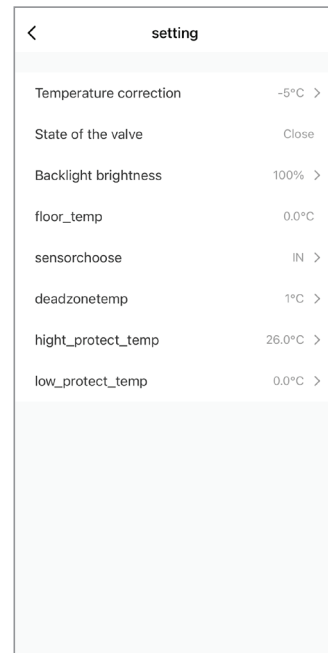 setting
Temperature correction -5°C
State of the valve Close
Backlight brightness 100%
floor_temp 0.0°C
sensorchoose IN
deadzonetemp 1°C
hight_protect_temp 26.0°C
low_protect_temp 0.0°C